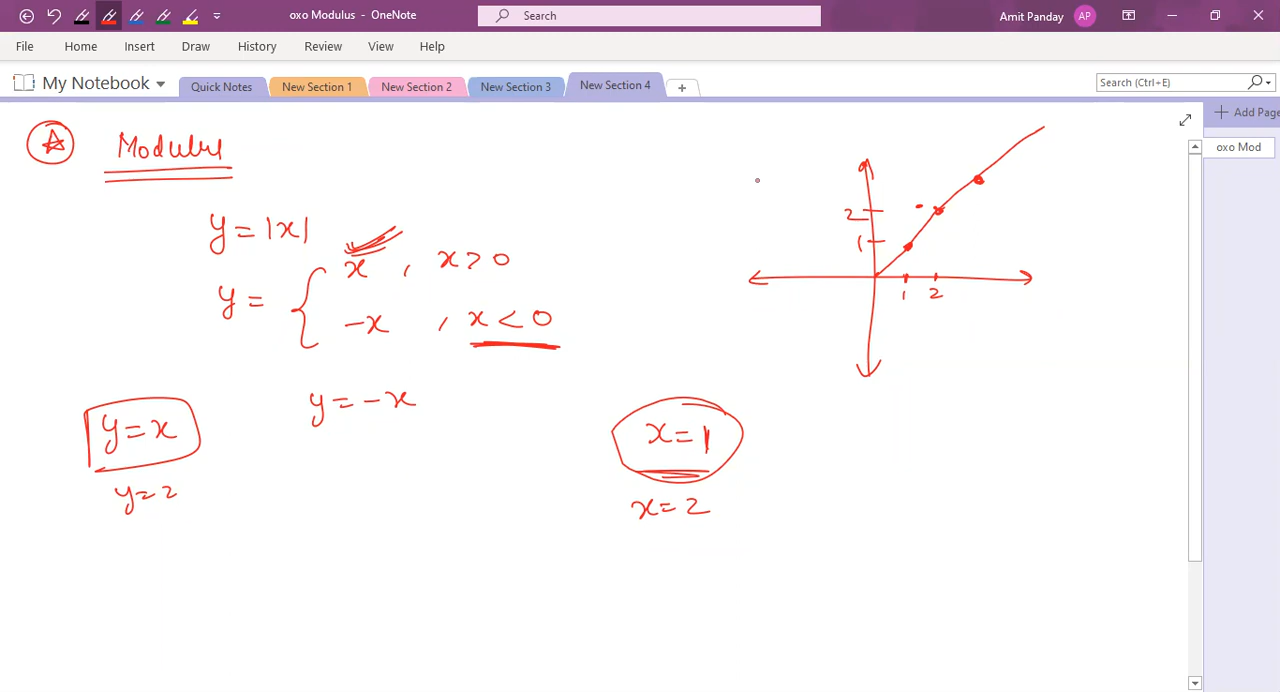 oxo Modulus - OneNote
Search
Amit Panday AP
File Home Insert Draw History Review View Help
My Notebook Quick Notes New Section 1 New Section 2 New Section 3 New Section 4 +
Search (Ctrl+E)
Add Page
oxo Mod
A Modulus
y = |x|
y = { x , x > 0
-x , x < 0
y = -x
y = x
y = 2
x = 1
x = 2
2
1
1 2